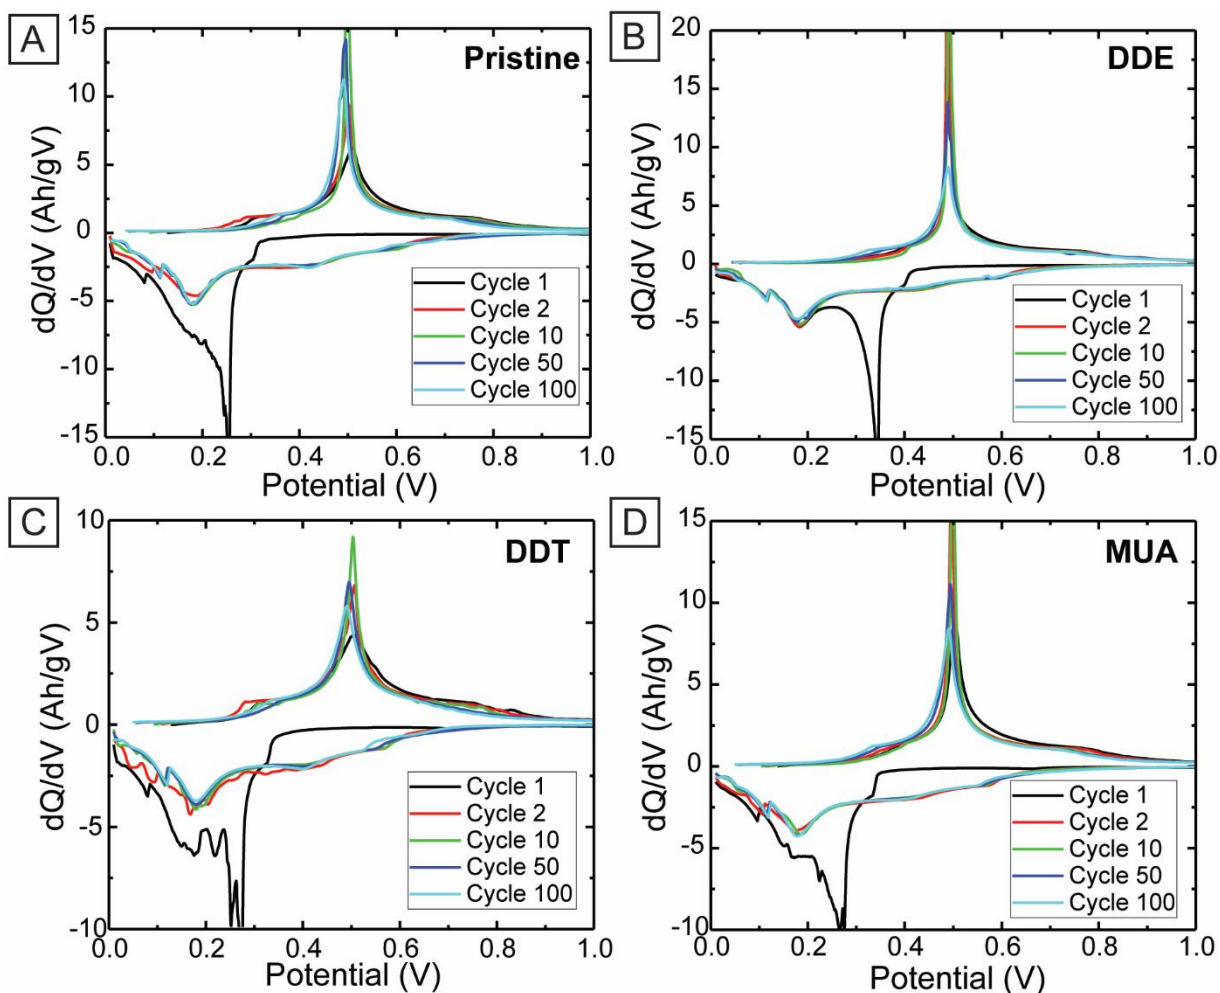 A
Pristine
15
10
5
0
-5
-10
-15
dQ/dV (Ah/gV)
Cycle 1
Cycle 2
Cycle 10
Cycle 50
Cycle 100
0.0 0.2 0.4 0.6 0.8 1.0
Potential (V)
B
DDE
20
15
10
5
0
-5
-10
-15
dQ/dV (Ah/gV)
Cycle 1
Cycle 2
Cycle 10
Cycle 50
Cycle 100
0.0 0.2 0.4 0.6 0.8 1.0
Potential (V)
C
DDT
10
5
0
-5
-10
dQ/dV (Ah/gV)
Cycle 1
Cycle 2
Cycle 10
Cycle 50
Cycle 100
0.0 0.2 0.4 0.6 0.8 1.0
Potential (V)
D
MUA
15
10
5
0
-5
-10
dQ/dV (Ah/gV)
Cycle 1
Cycle 2
Cycle 10
Cycle 50
Cycle 100
0.0 0.2 0.4 0.6 0.8 1.0
Potential (V)